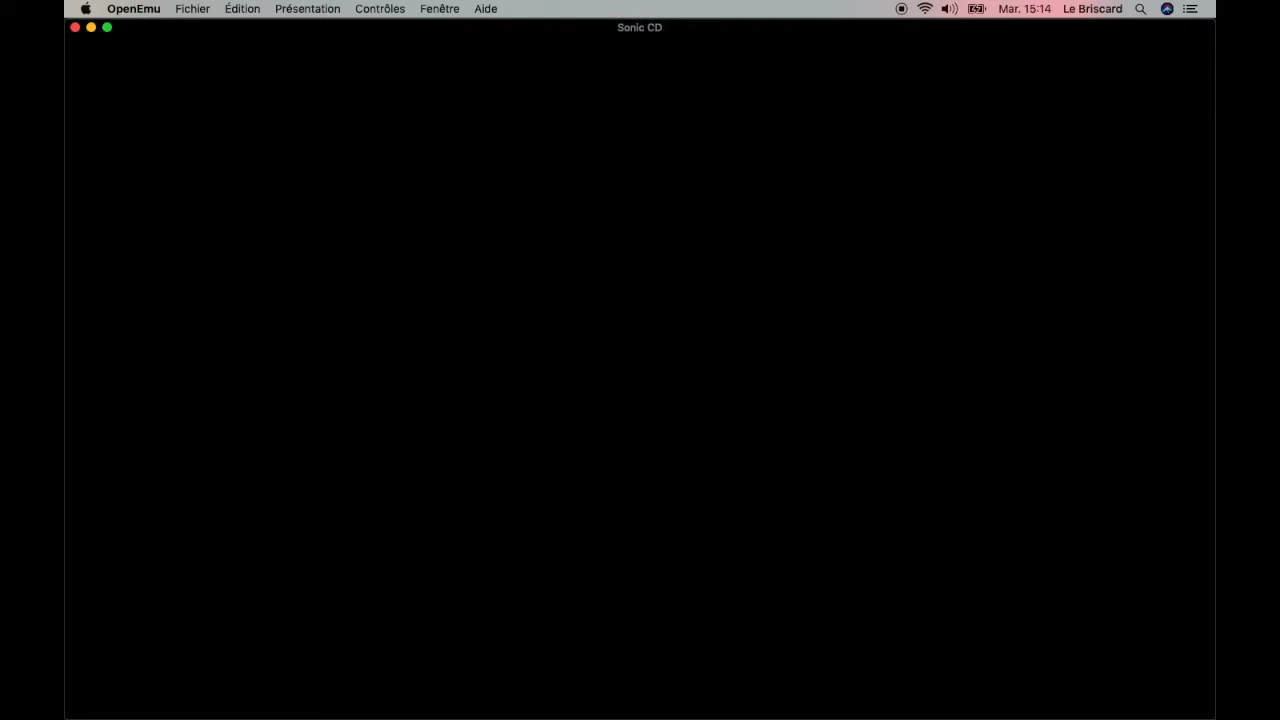 OpenEmu Fichier Édition Présentation Contrôles Fenêtre Aide Mar. 15:14 Le Briscard
Sonic CD